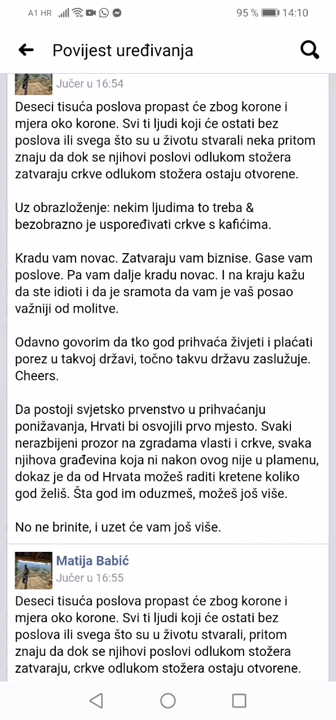 A1 HR 95 % 14:10
Povijest uređivanja
Jučer u 16:54
Deseci tisuća poslova propast će zbog korone i
mjera oko korone. Svi ti ljudi koji će ostati bez
poslova ili svega što su u životu stvarali neka pritom
znaju da dok se njihovi poslovi odlukom stožera
zatvaraju crkve odlukom stožera ostaju otvorene.
Uz obrazloženje: nekim ljudima to treba &
bezobrazno je uspoređivati crkve s kafićima.
Kradu vam novac. Zatvaraju vam biznise. Gase vam
poslove. Pa vam dalje kradu novac. I na kraju kažu
da ste idioti i da je sramota da vam je vaš posao
važniji od molitve.
Odavno govorim da tko god prihvaća živjeti i plaćati
porez u takvoj državi, točno takvu državu zaslužuje.
Cheers.
Da postoji svjetsko prvenstvo u prihvaćanju
ponižavanja, Hrvati bi osvojili prvo mjesto. Svaki
nerazbijeni prozor na zgradama vlasti i crkve, svaka
njihova građevina koja ni nakon ovog nije u plamenu,
dokaz je da od Hrvata možeš raditi kretene koliko
god želiš. Šta god im oduzmeš, možeš još više.
No ne brinite, i uzet će vam još više.
Matija Babić
Jučer u 16:55
Deseci tisuća poslova propast će zbog korone i
mjera oko korone. Svi ti ljudi koji će ostati bez
poslova ili svega što su u životu stvarali, pritom
znaju da dok se njihovi poslovi odlukom stožera
zatvaraju, crkve odlukom stožera ostaju otvorene.